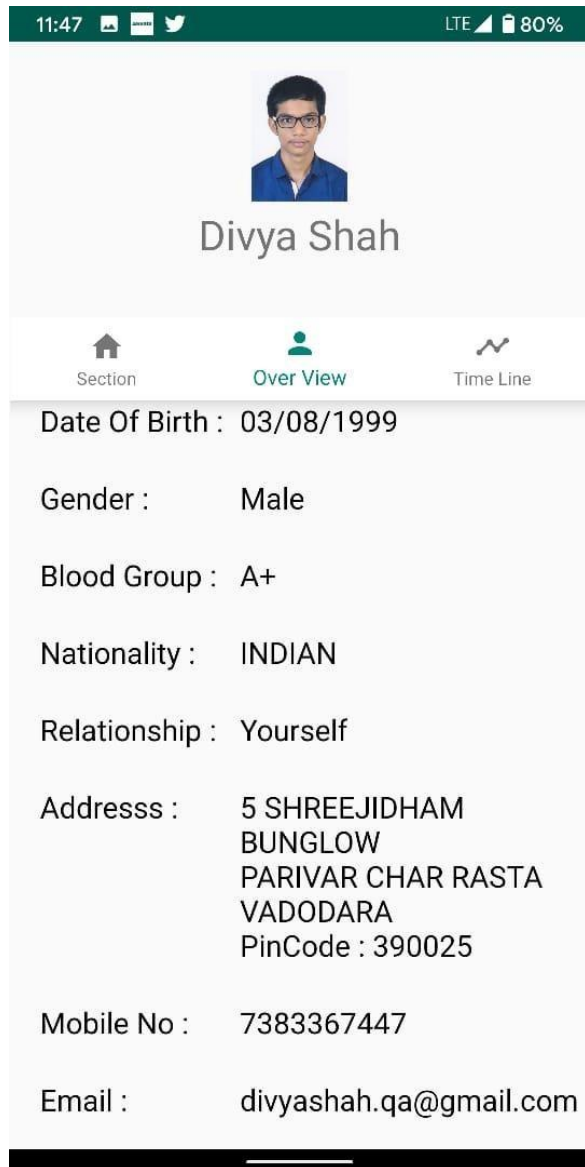 11:47 LTE 80%
Divya Shah
Section Over View Time Line
Date Of Birth : 03/08/1999
Gender : Male
Blood Group : A+
Nationality : INDIAN
Relationship : Yourself
Addresss : 5 SHREEJIDHAM
BUNGLOW
PARIVAR CHAR RASTA
VADODARA
PinCode : 390025
Mobile No : 7383367447
Email : divyashah.qa@gmail.com